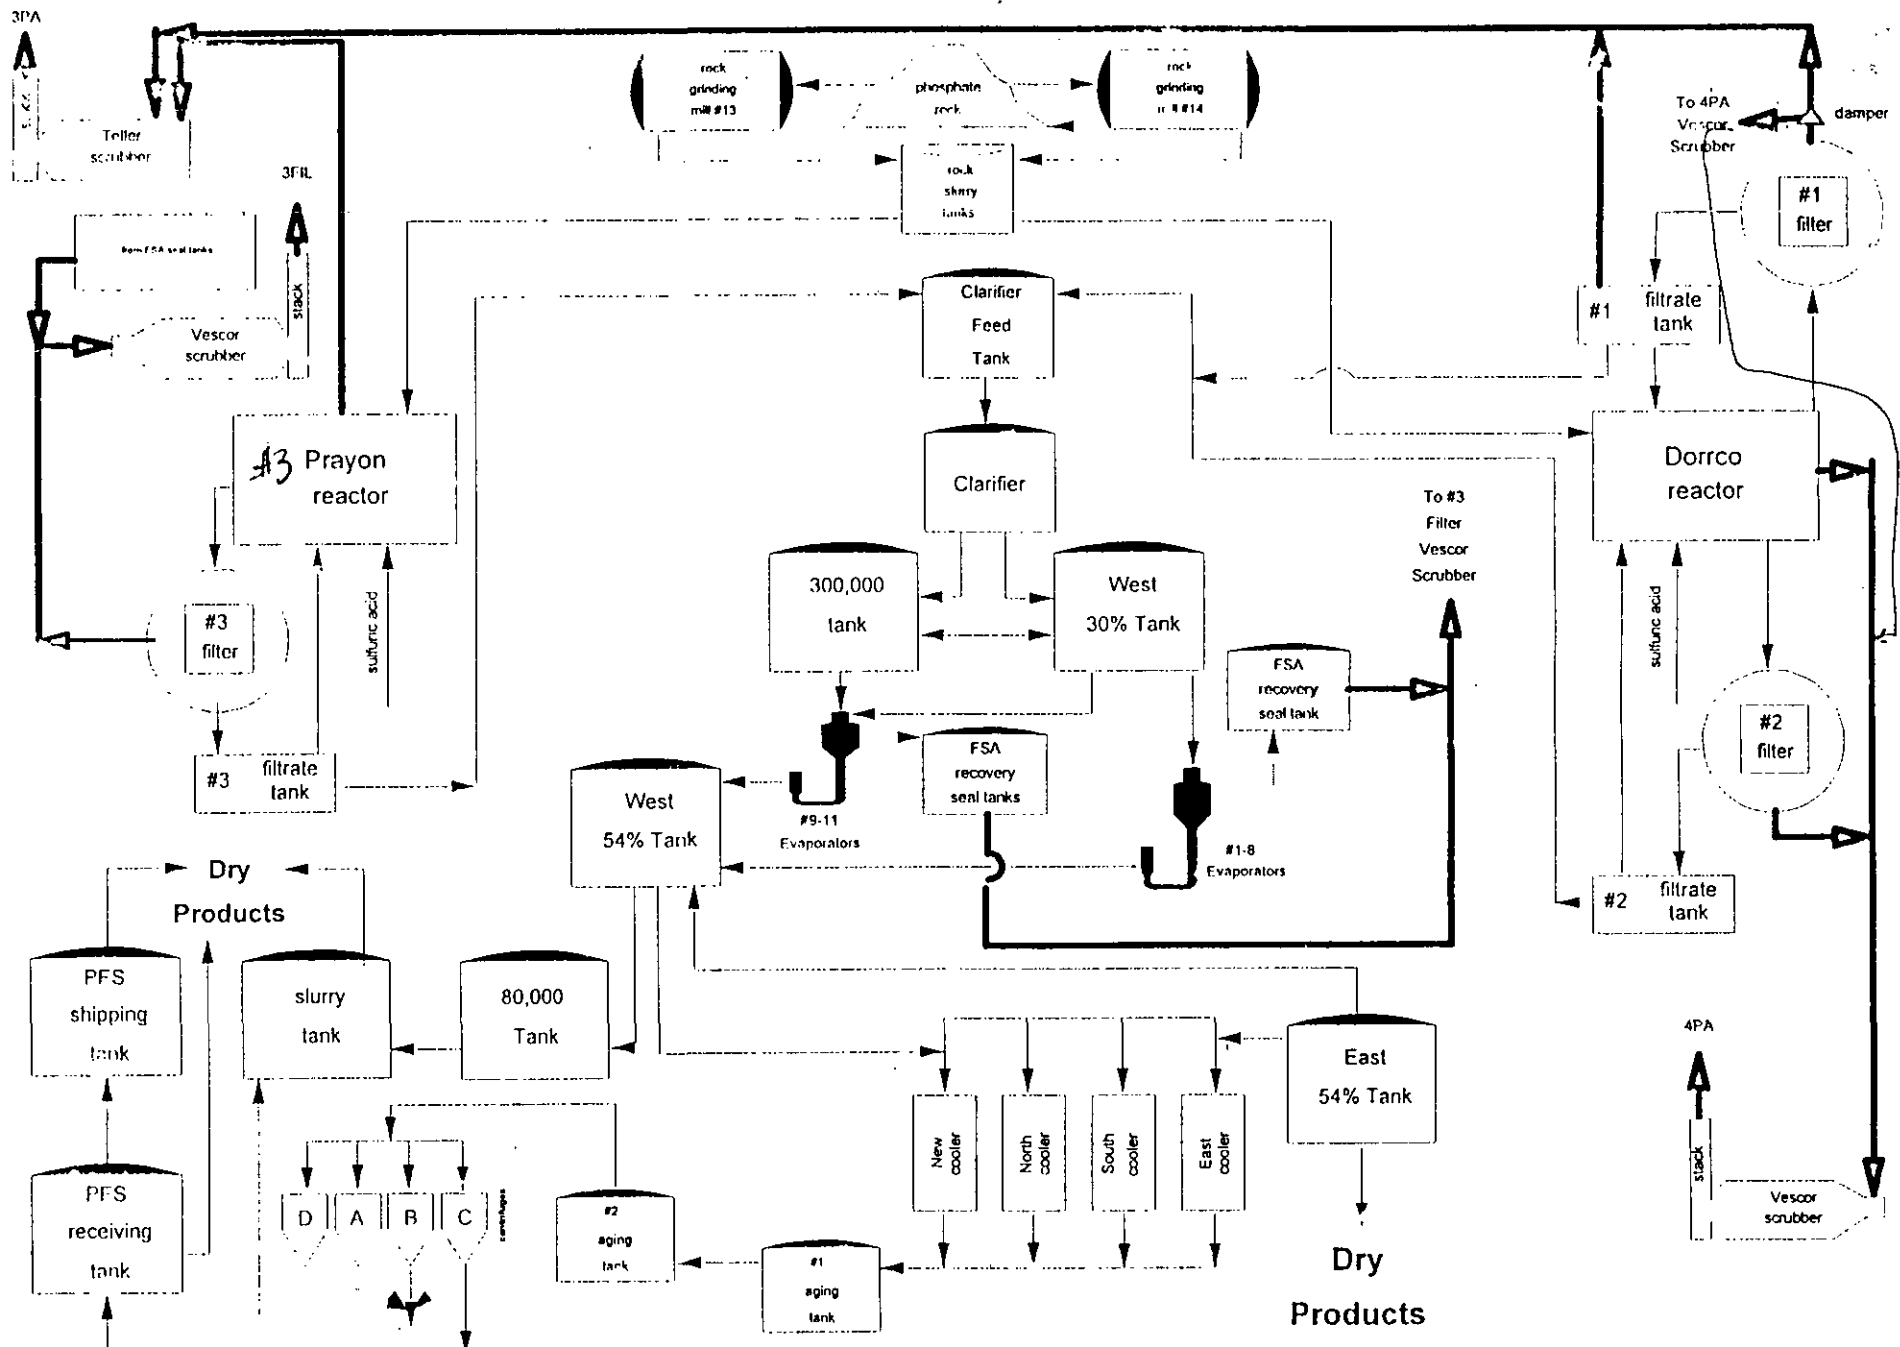 3PA
Teller
scrubber
rock
grinding
mill #13
phosphate
rock
rock
grinding
mill #14
To 4PA
Vescor
Scrubber
damper
rock
slurry
tanks
#1
filter
3FIL
from FSA seal tanks
stack
Vescor
scrubber
Clarifier
Feed
Tank
#1 filtrate
tank
#3 Prayon
reactor
Clarifier
Dorrco
reactor
To #3
Filter
Vescor
Scrubber
300,000
tank
West
30% Tank
#3
filter
sulfuric acid
sulfuric acid
FSA
recovery
seal tank
#2
filter
#3 filtrate
tank
FSA
recovery
seal tanks
West
54% Tank
#9-11
Evaporators
#1-8
Evaporators
#2 filtrate
tank
Dry
Products
PFS
shipping
tank
slurry
tank
80,000
Tank
East
54% Tank
4PA
New
cooler
North
cooler
South
cooler
East
cooler
stack
Vescor
scrubber
PFS
receiving
tank
D A B C
centrifuges
#2
aging
tank
#1
aging
tank
Dry
Products